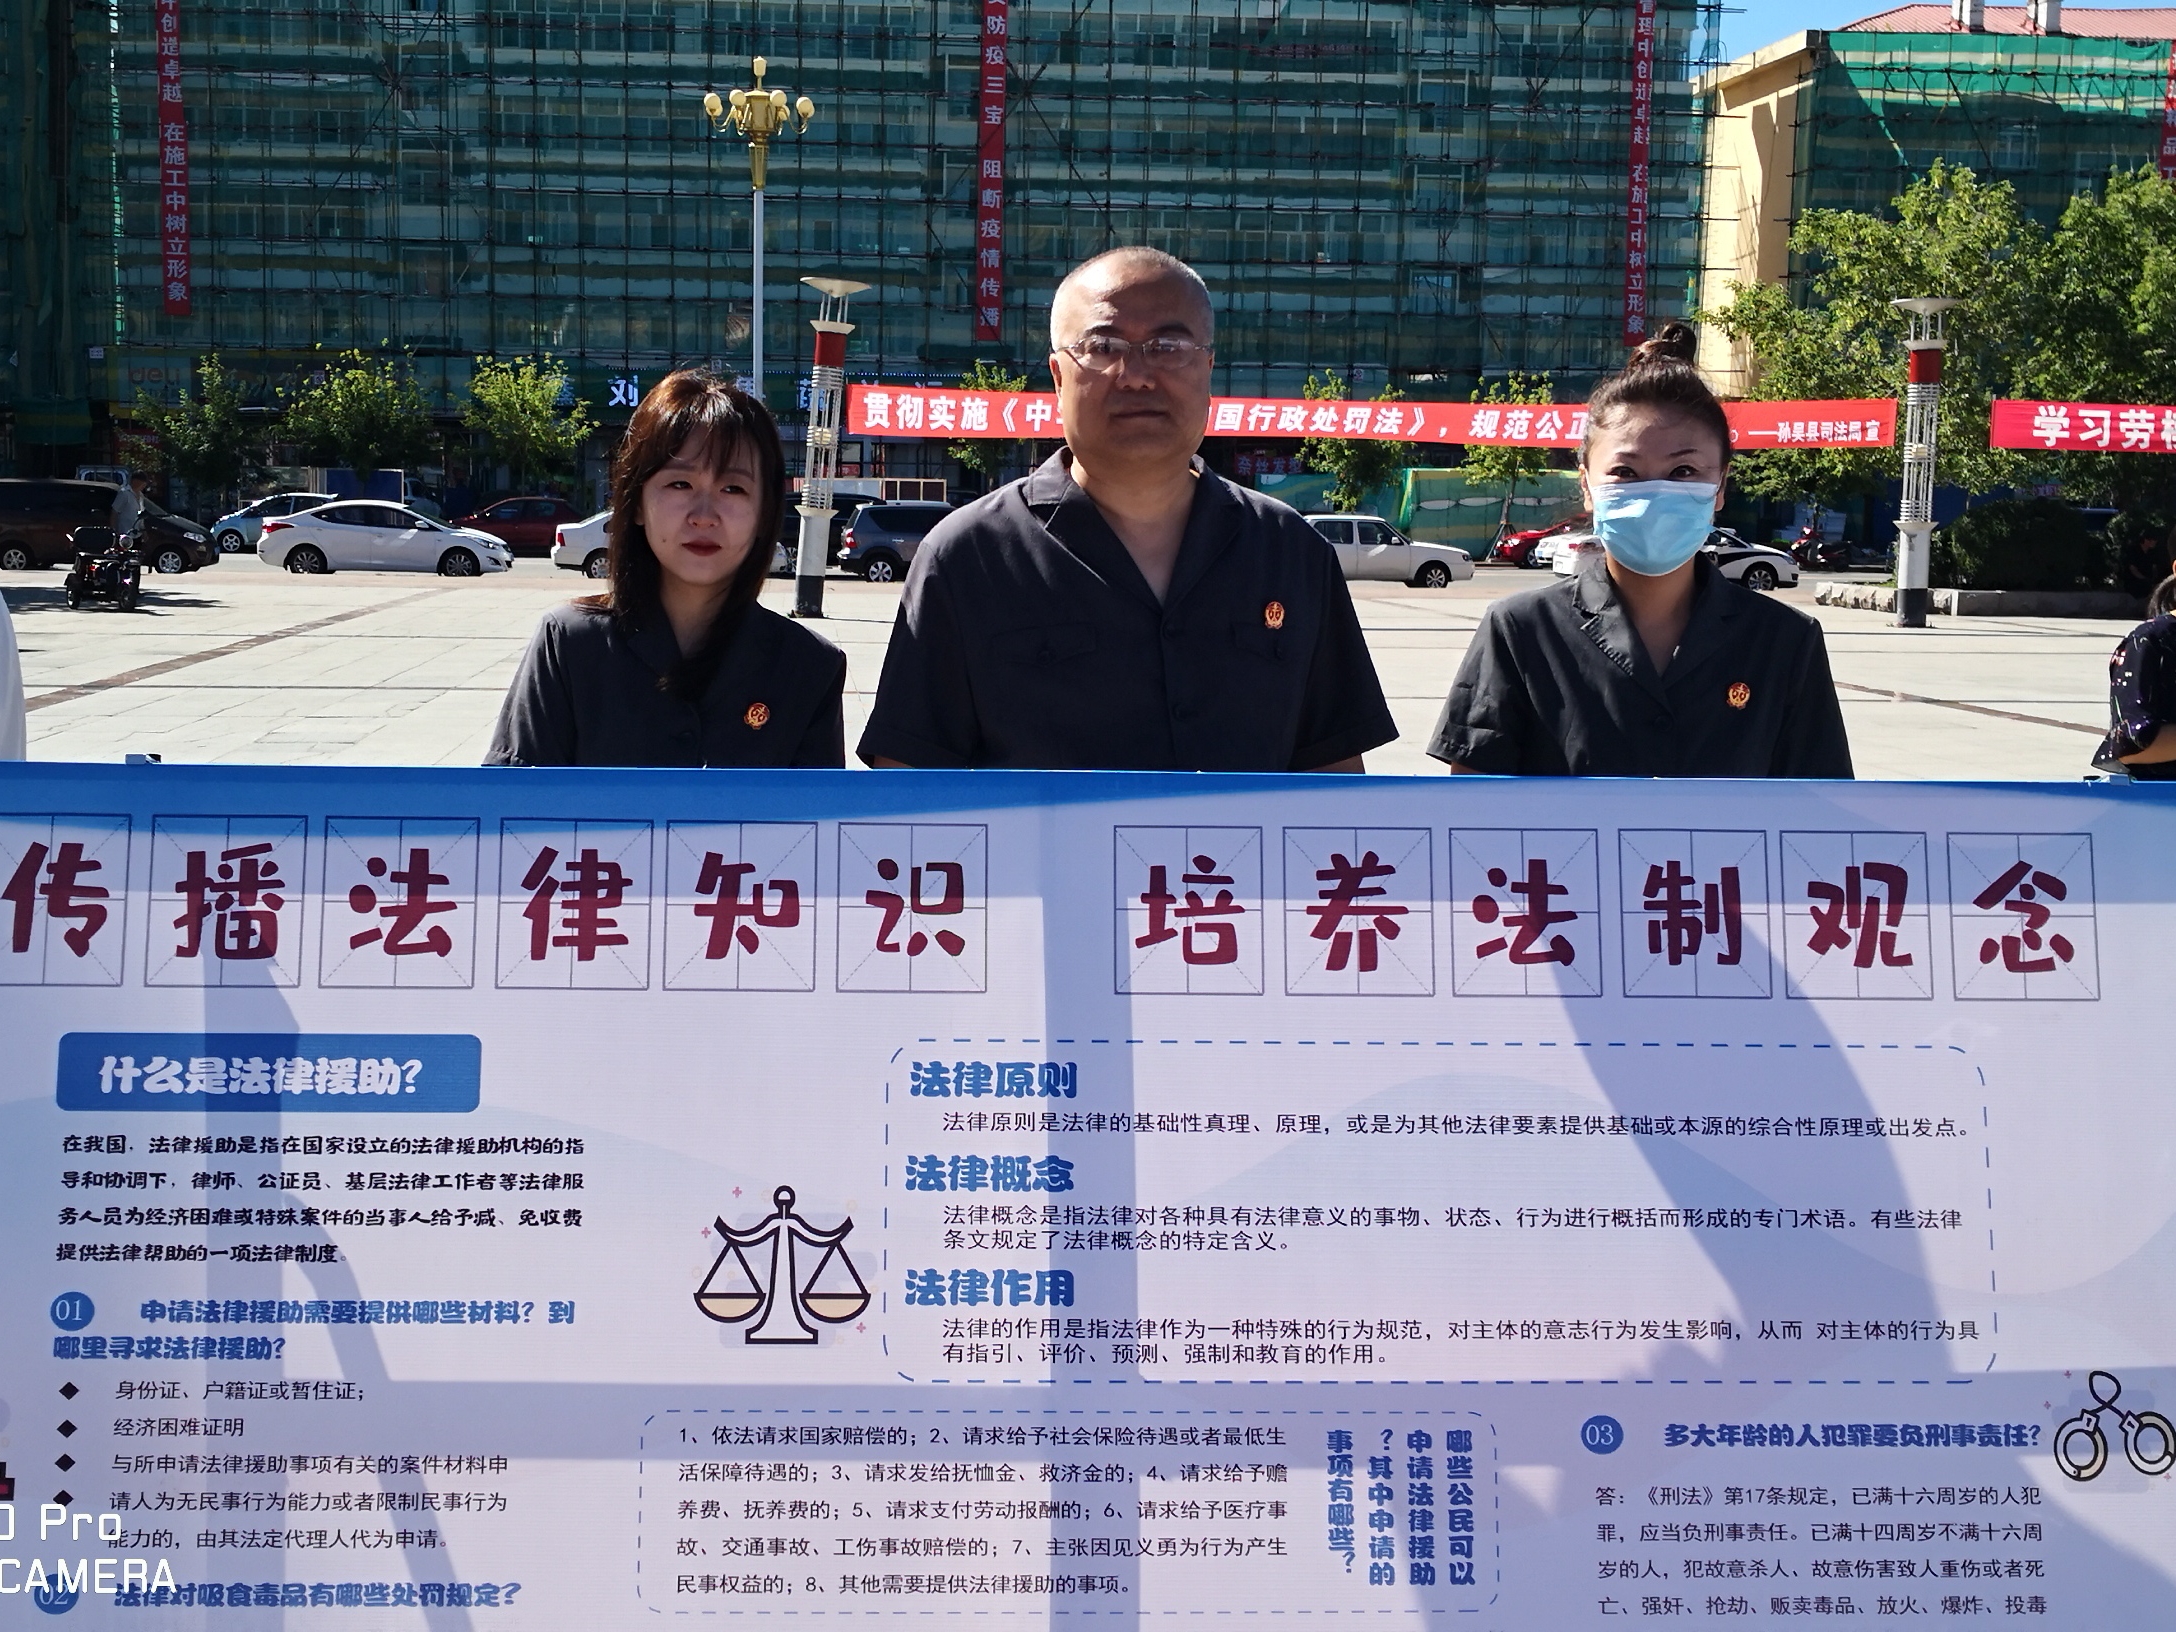 中创造卓越 在施工中树立形象
防疫三宝 阻断疫情传播
管理中创造卓越 在施工中树立形象
刘
贯彻实施《中
国行政处罚法》，规范公正
——孙吴县司法局 宣
学习劳模
传播法律知识 培养法制观念
什么是法律援助？
在我国，法律援助是指在国家设立的法律援助机构的指
导和协调下，律师、公证员、基层法律工作者等法律服
务人员为经济困难或特殊案件的当事人给予减、免收费
提供法律帮助的一项法律制度。
01 申请法律援助需要提供哪些材料？到
哪里寻求法律援助？
◆ 身份证、户籍证或暂住证；
◆ 经济困难证明
◆ 与所申请法律援助事项有关的案件材料申
◆ 请人为无民事行为能力或者限制民事行为
能力的，由其法定代理人代为申请。
02 法律对吸食毒品有哪些处罚规定？
法律原则
法律原则是法律的基础性真理、原理，或是为其他法律要素提供基础或本源的综合性原理或出发点。
法律概念
法律概念是指法律对各种具有法律意义的事物、状态、行为进行概括而形成的专门术语。有些法律
条文规定了法律概念的特定含义。
法律作用
法律的作用是指法律作为一种特殊的行为规范，对主体的意志行为发生影响，从而 对主体的行为具
有指引、评价、预测、强制和教育的作用。
哪些公民可以
申请法律援助
？其中申请的
事项有哪些？
1、依法请求国家赔偿的；2、请求给予社会保险待遇或者最低生
活保障待遇的；3、请求发给抚恤金、救济金的；4、请求给予赡
养费、抚养费的；5、请求支付劳动报酬的；6、请求给予医疗事
故、交通事故、工伤事故赔偿的；7、主张因见义勇为行为产生
民事权益的；8、其他需要提供法律援助的事项。
03 多大年龄的人犯罪要负刑事责任？
答：《刑法》第17条规定，已满十六周岁的人犯
罪，应当负刑事责任。已满十四周岁不满十六周
岁的人，犯故意杀人、故意伤害致人重伤或者死
亡、强奸、抢劫、贩卖毒品、放火、爆炸、投毒
Pro
CAMERA